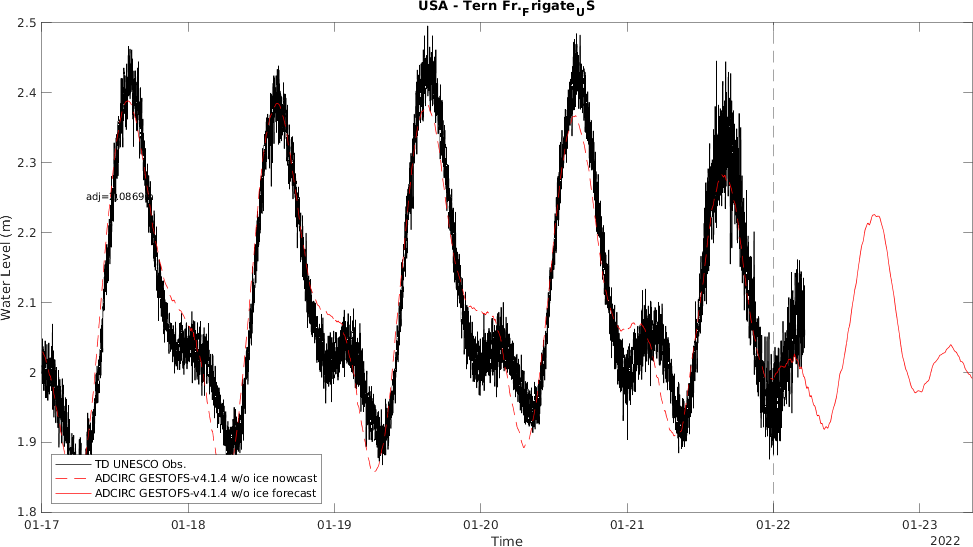 USA - Tern Fr.FrigateUS
2.5
2.4
2.3
2.2
2.1
2
1.9
1.8
Water Level (m)
TD UNESCO Obs.
ADCIRC GESTOFS-v4.1.4 w/o ice nowcast
ADCIRC GESTOFS-v4.1.4 w/o ice forecast
01-17
01-18
01-19
01-20
01-21
01-22
01-23
Time
2022